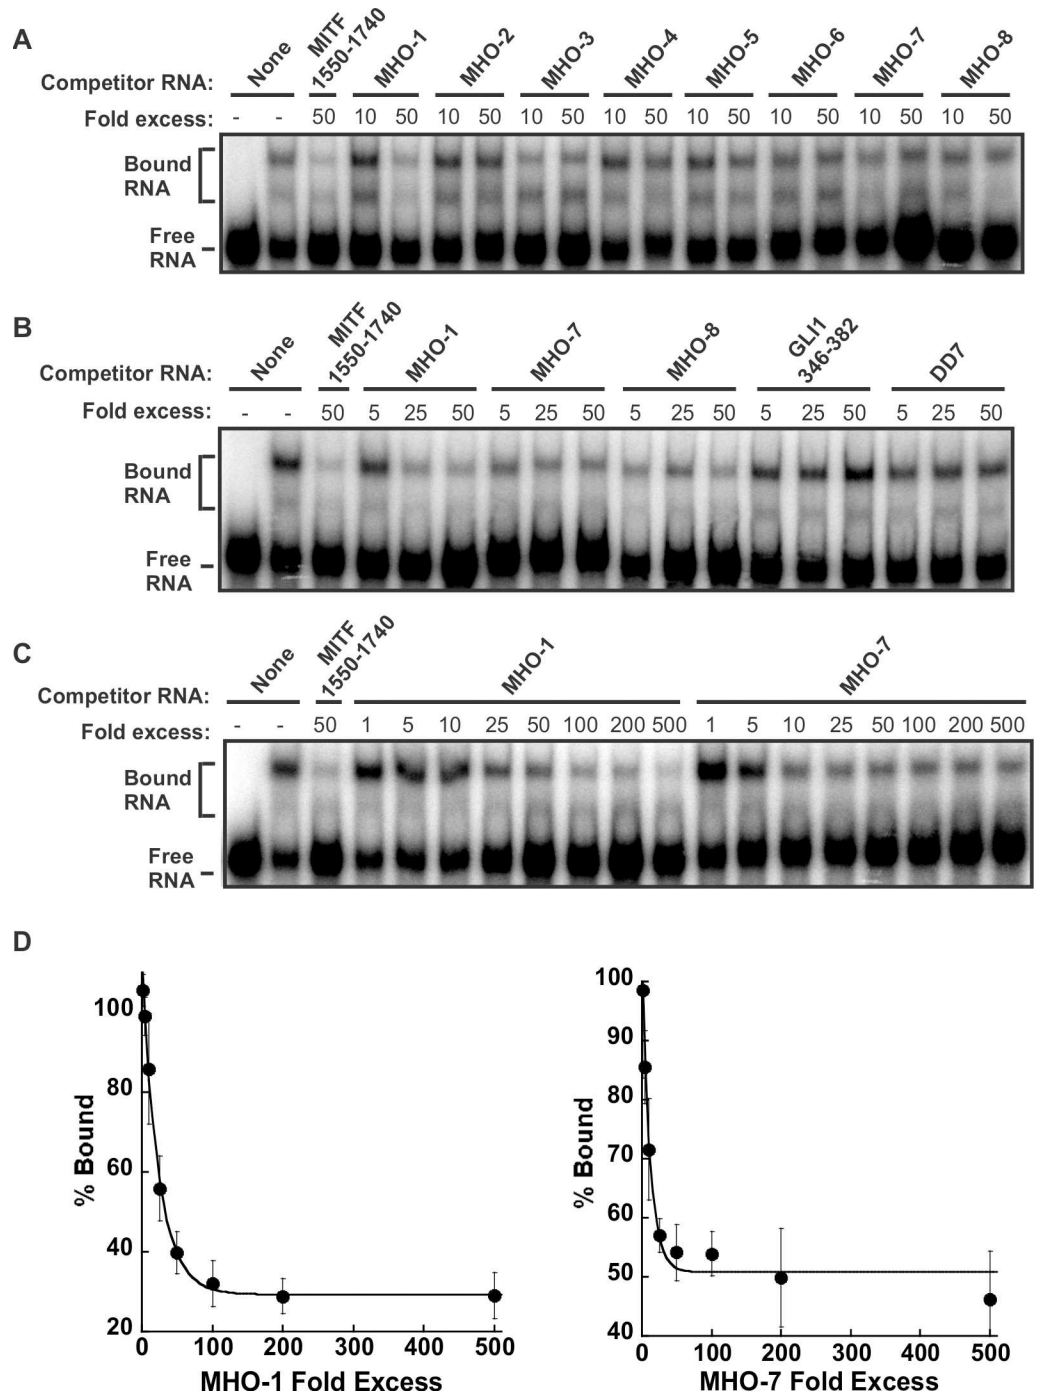 A
Competitor RNA: None MITF 1550-1740 MHO-1 MHO-2 MHO-3 MHO-4 MHO-5 MHO-6 MHO-7 MHO-8
Fold excess: - - 50 10 50 10 50 10 50 10 50 10 50 10 50 10 50 10 50
Bound
RNA
Free
RNA
B
Competitor RNA: None MITF 1550-1740 MHO-1 MHO-7 MHO-8 GLI1 346-382 DD7
Fold excess: - - 50 5 25 50 5 25 50 5 25 50 5 25 50 5 25 50
Bound
RNA
Free
RNA
C
Competitor RNA: None MITF 1550-1740 MHO-1 MHO-7
Fold excess: - - 50 1 5 10 25 50 100 200 500 1 5 10 25 50 100 200 500
Bound
RNA
Free
RNA
D
% Bound
100
80
60
40
20
0 100 200 300 400 500
MHO-1 Fold Excess
% Bound
100
90
80
70
60
50
40
0 100 200 300 400 500
MHO-7 Fold Excess